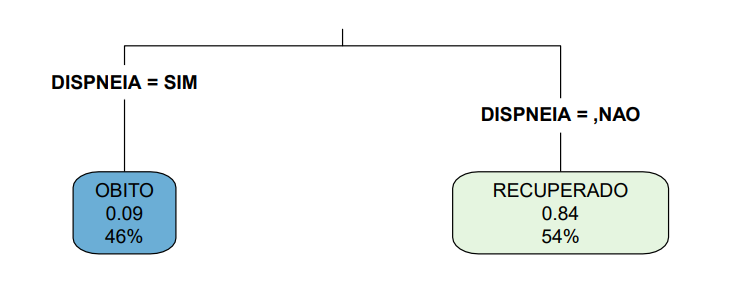 DISPNEIA = SIM
DISPNEIA = ,NAO
OBITO
0.09
46%
RECUPERADO
0.84
54%